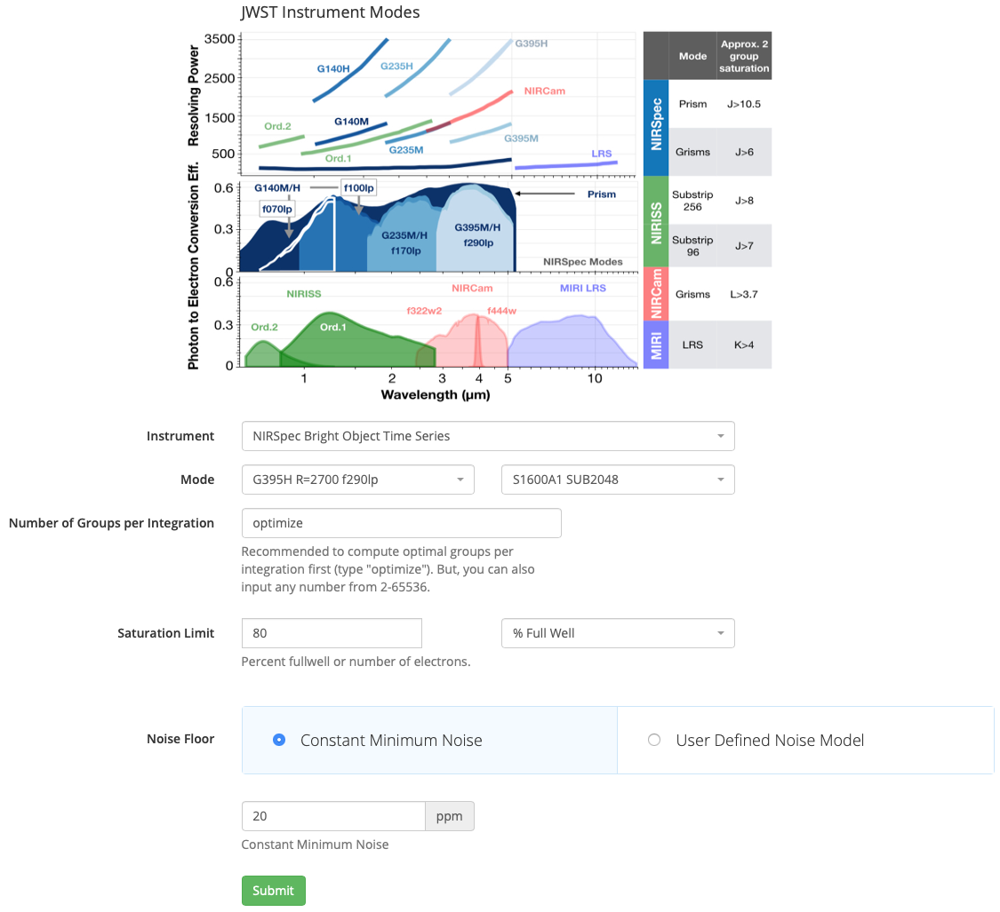 JWST Instrument Modes
Resolving Power
3500
2500
1500
500
G140H
G235H
G395H
NIRCam
Ord.2
G140M
Ord.1
G235M
G395M
LRS
Photon to Electron Conversion Eff.
0.6
0.3
0
G140M/H
f100lp
f070lp
Prism
G235M/H
f170lp
G395M/H
f290lp
NIRSpec Modes
0.6
0.3
0
NIRISS
NIRCam
MIRI LRS
f322w2
f444w
Ord.2
Ord.1
1 2 3 4 5 10
Wavelength (μm)
Mode
Approx. 2
group
saturation
NIRSpec
Prism
J>10.5
Grisms
J>6
NIRISS
Substrip
256
J>8
Substrip
96
J>7
NIRCam
Grisms
L>3.7
MIRI
LRS
K>4
Instrument
NIRSpec Bright Object Time Series
Mode
G395H R=2700 f290lp
S1600A1 SUB2048
Number of Groups per Integration
optimize
Recommended to compute optimal groups per
integration first (type "optimize"). But, you can also
input any number from 2-65536.
Saturation Limit
80
% Full Well
Percent fullwell or number of electrons.
Noise Floor
Constant Minimum Noise
User Defined Noise Model
20
ppm
Constant Minimum Noise
Submit